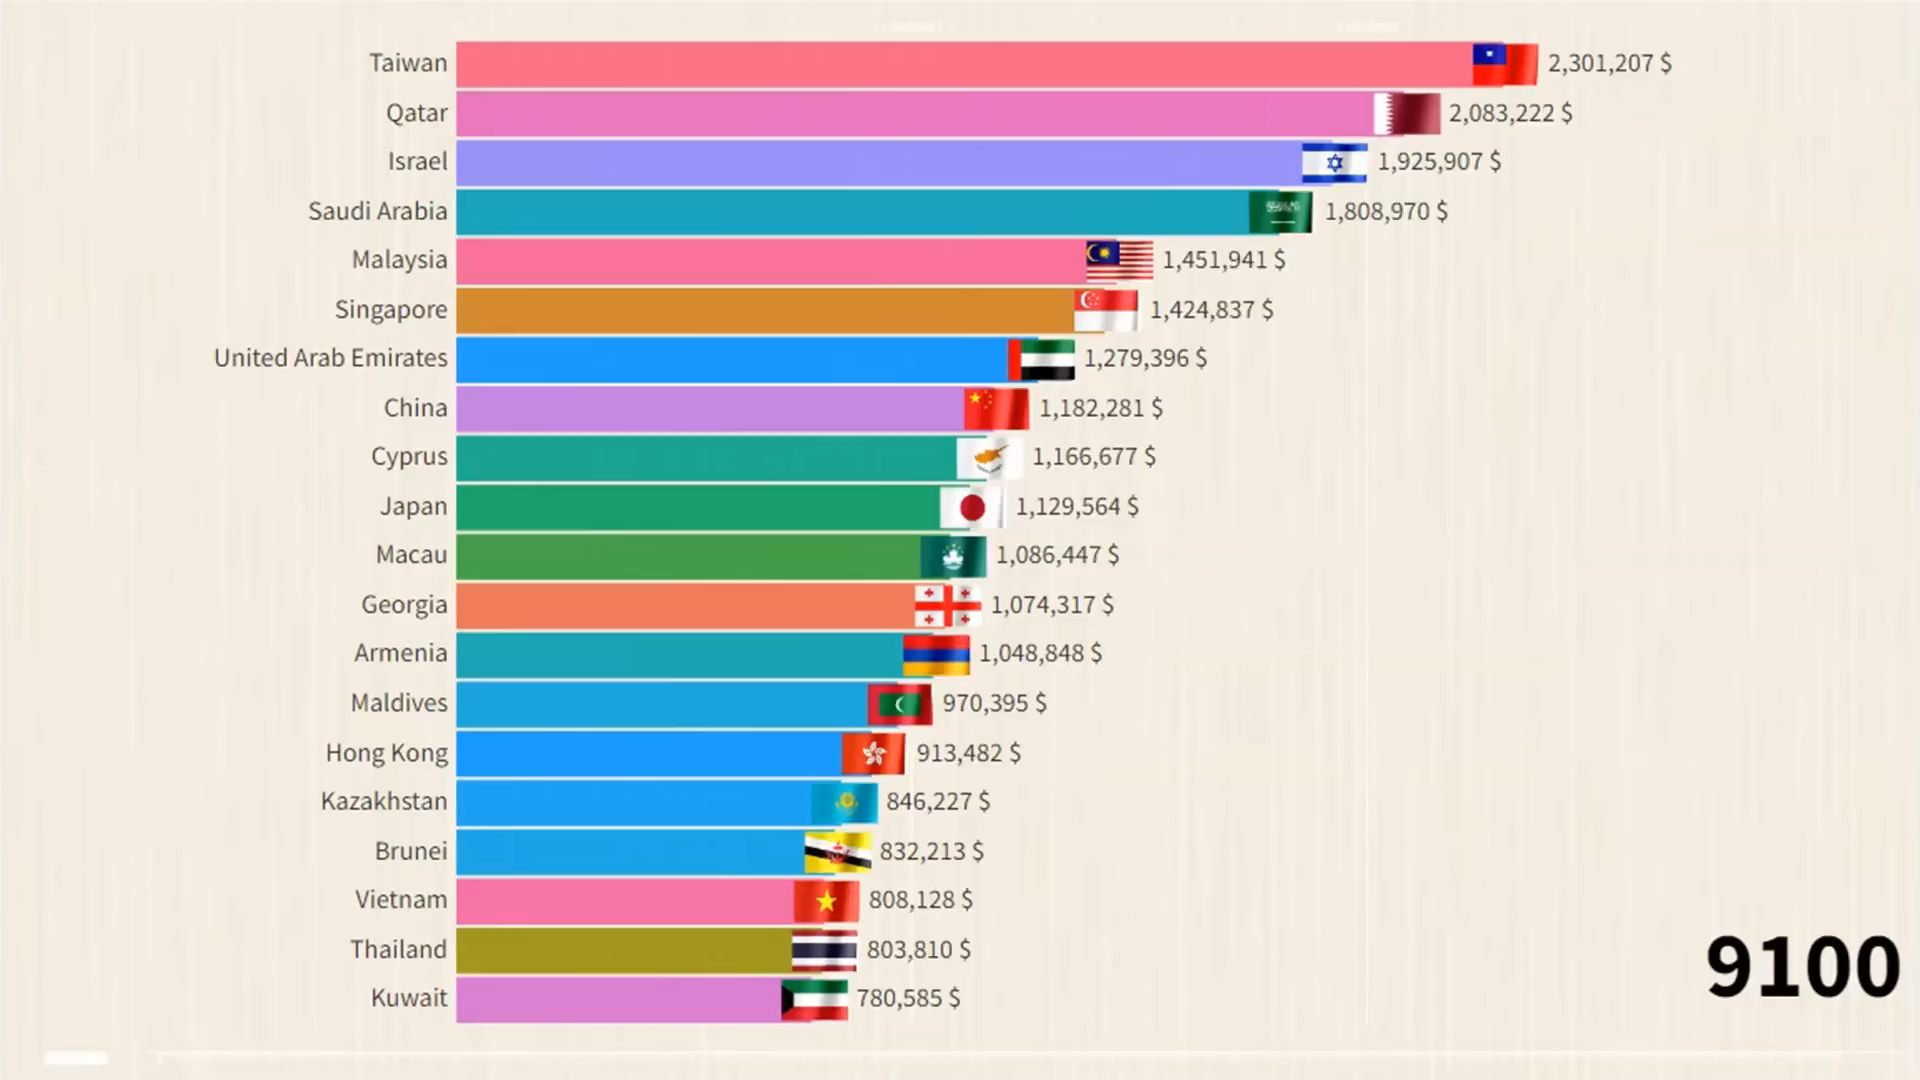 Taiwan 2,301,207 $
Qatar 2,083,222 $
Israel 1,925,907 $
Saudi Arabia 1,808,970 $
Malaysia 1,451,941 $
Singapore 1,424,837 $
United Arab Emirates 1,279,396 $
China 1,182,281 $
Cyprus 1,166,677 $
Japan 1,129,564 $
Macau 1,086,447 $
Georgia 1,074,317 $
Armenia 1,048,848 $
Maldives 970,395 $
Hong Kong 913,482 $
Kazakhstan 846,227 $
Brunei 832,213 $
Vietnam 808,128 $
Thailand 803,810 $
Kuwait 780,585 $
9100